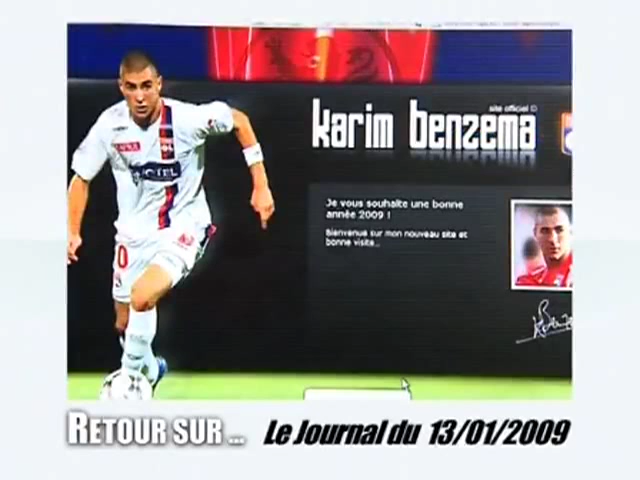 site officiel ©
karim benzema
Je vous souhaite une bonne
année 2009 !
Bienvenue sur mon nouveau site et
bonne visite...
RETOUR SUR ... Le Journal du 13/01/2009